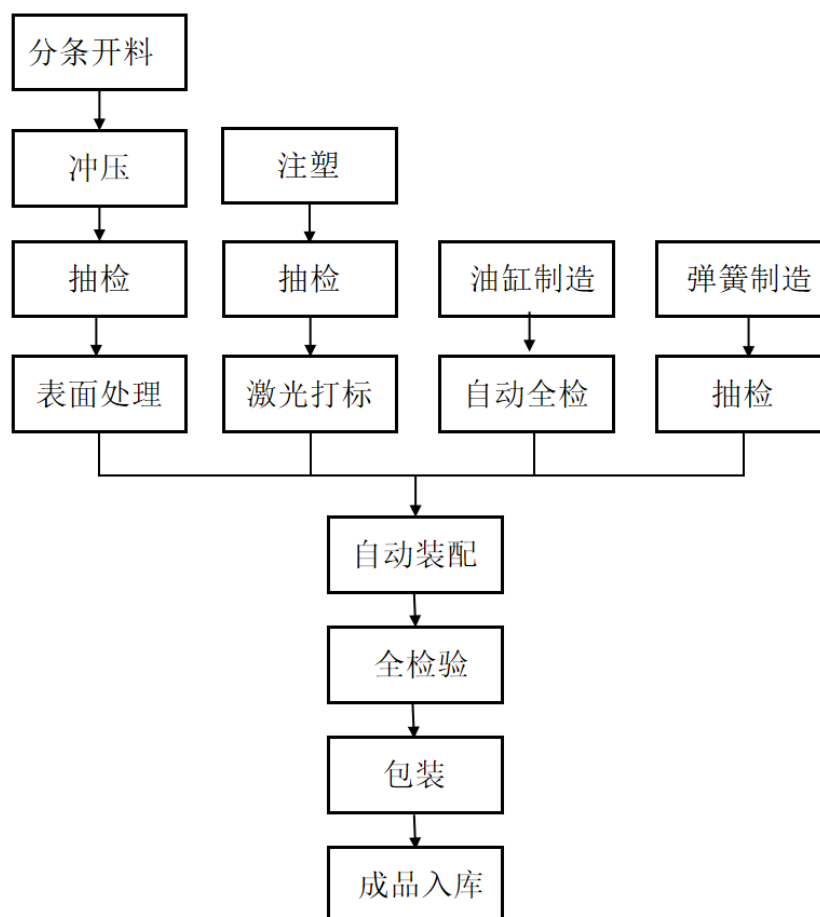 分条开料
冲压
注塑
抽检
抽检
油缸制造
弹簧制造
表面处理
激光打标
自动全检
抽检
自动装配
全检验
包装
成品入库